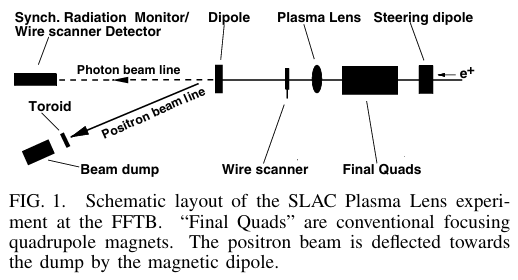 Synch. Radiation Monitor/
Wire scanner Detector
Dipole
Plasma Lens
Steering dipole
Photon beam line
e+
Toroid
Positron beam line
Beam dump
Wire scanner
Final Quads
FIG. 1. Schematic layout of the SLAC Plasma Lens experi-
ment at the FFTB. “Final Quads” are conventional focusing
quadrupole magnets. The positron beam is deflected towards
the dump by the magnetic dipole.